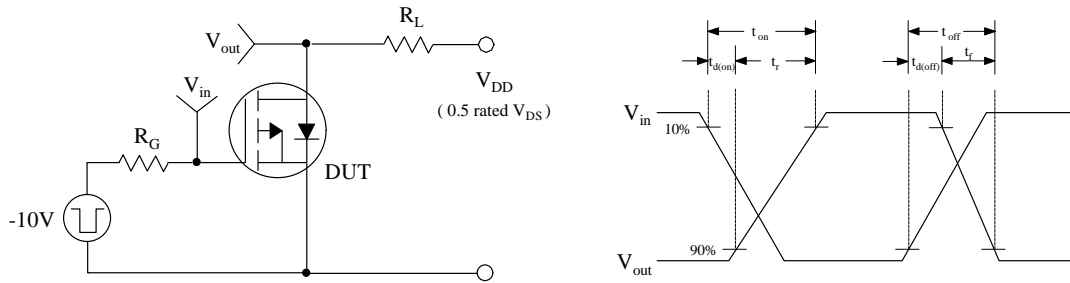 V_out
R_L
V_DD
( 0.5 rated V_DS )
V_in
R_G
DUT
-10V
t_on
t_off
t_d(on)
t_r
t_d(off)
t_f
V_in
10%
90%
V_out